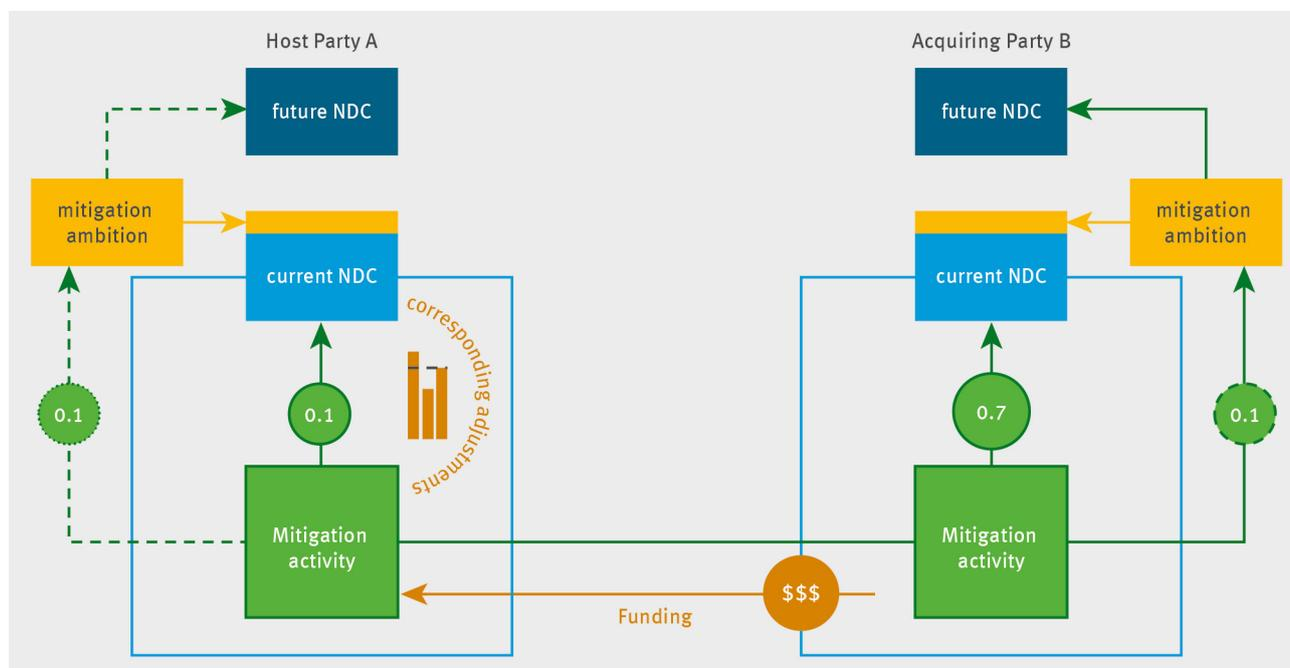 Host Party A
Acquiring Party B
future NDC
future NDC
mitigation
ambition
mitigation
ambition
current NDC
current NDC
corresponding adjustments
0.1
0.1
0.7
0.1
Mitigation
activity
Mitigation
activity
$$$
Funding